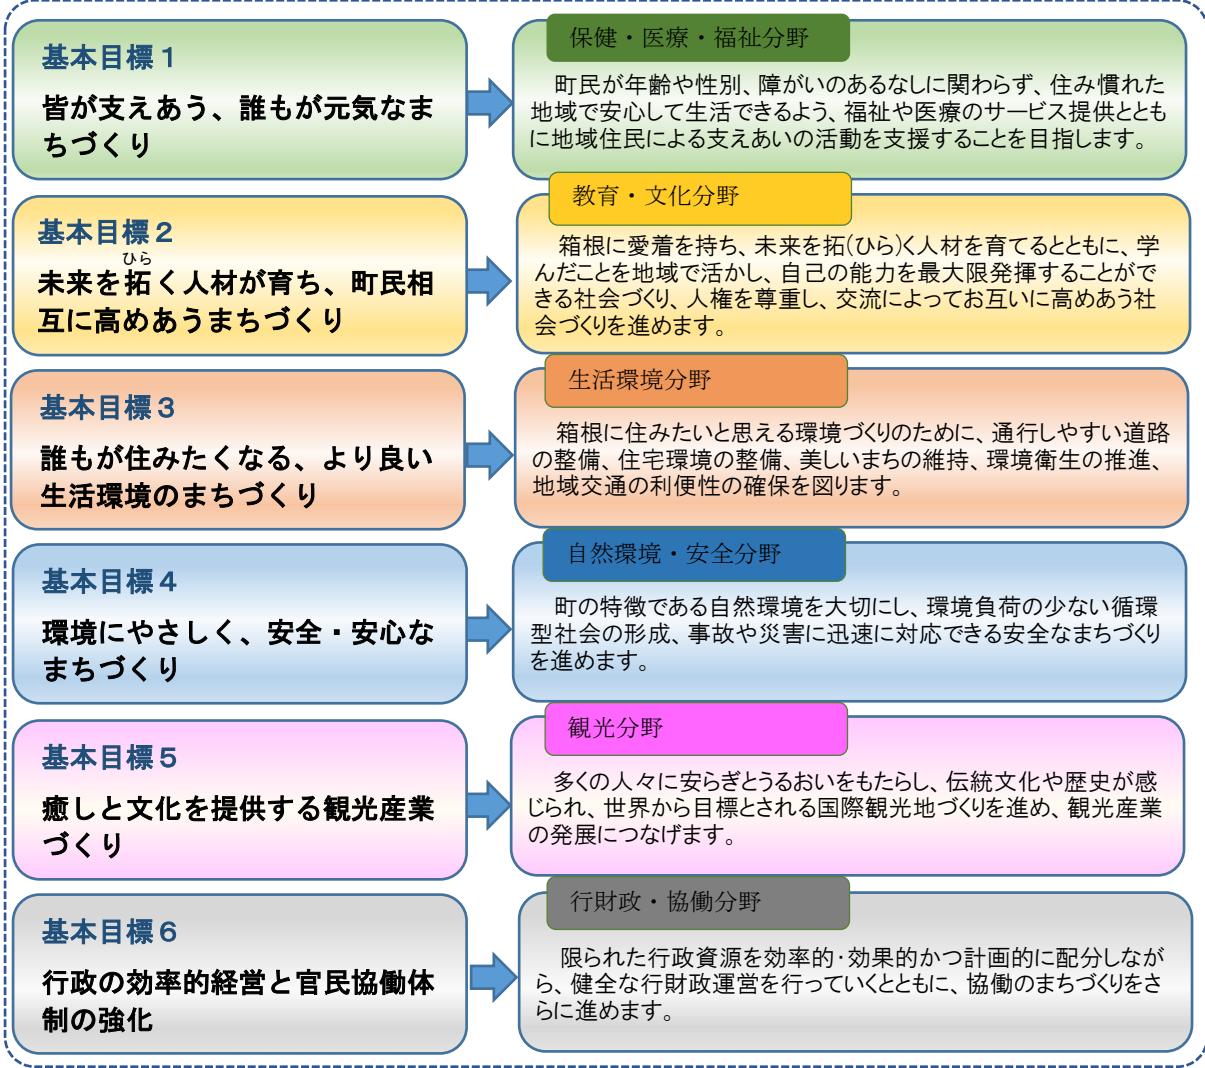 基本目標１
皆が支えあう、誰もが元気なま
ちづくり
保健・医療・福祉分野
町民が年齢や性別、障がいのあるなしに関わらず、住み慣れた
地域で安心して生活できるよう、福祉や医療のサービス提供ととも
に地域住民による支えあいの活動を支援することを目指します。
基本目標２
ひら
未来を拓く人材が育ち、町民相
互に高めあうまちづくり
教育・文化分野
箱根に愛着を持ち、未来を拓(ひら)く人材を育てるとともに、学
んだことを地域で活かし、自己の能力を最大限発揮することがで
きる社会づくり、人権を尊重し、交流によってお互いに高めあう社
会づくりを進めます。
基本目標３
誰もが住みたくなる、より良い
生活環境のまちづくり
生活環境分野
箱根に住みたいと思える環境づくりのために、通行しやすい道路
の整備、住宅環境の整備、美しいまちの維持、環境衛生の推進、
地域交通の利便性の確保を図ります。
基本目標４
環境にやさしく、安全・安心な
まちづくり
自然環境・安全分野
町の特徴である自然環境を大切にし、環境負荷の少ない循環
型社会の形成、事故や災害に迅速に対応できる安全なまちづくり
を進めます。
基本目標５
癒しと文化を提供する観光産業
づくり
観光分野
多くの人々に安らぎとうるおいをもたらし、伝統文化や歴史が感
じられ、世界から目標とされる国際観光地づくりを進め、観光産業
の発展につなげます。
基本目標６
行政の効率的経営と官民協働体
制の強化
行財政・協働分野
限られた行政資源を効率的・効果的かつ計画的に配分しなが
ら、健全な行財政運営を行っていくとともに、協働のまちづくりをさ
らに進めます。